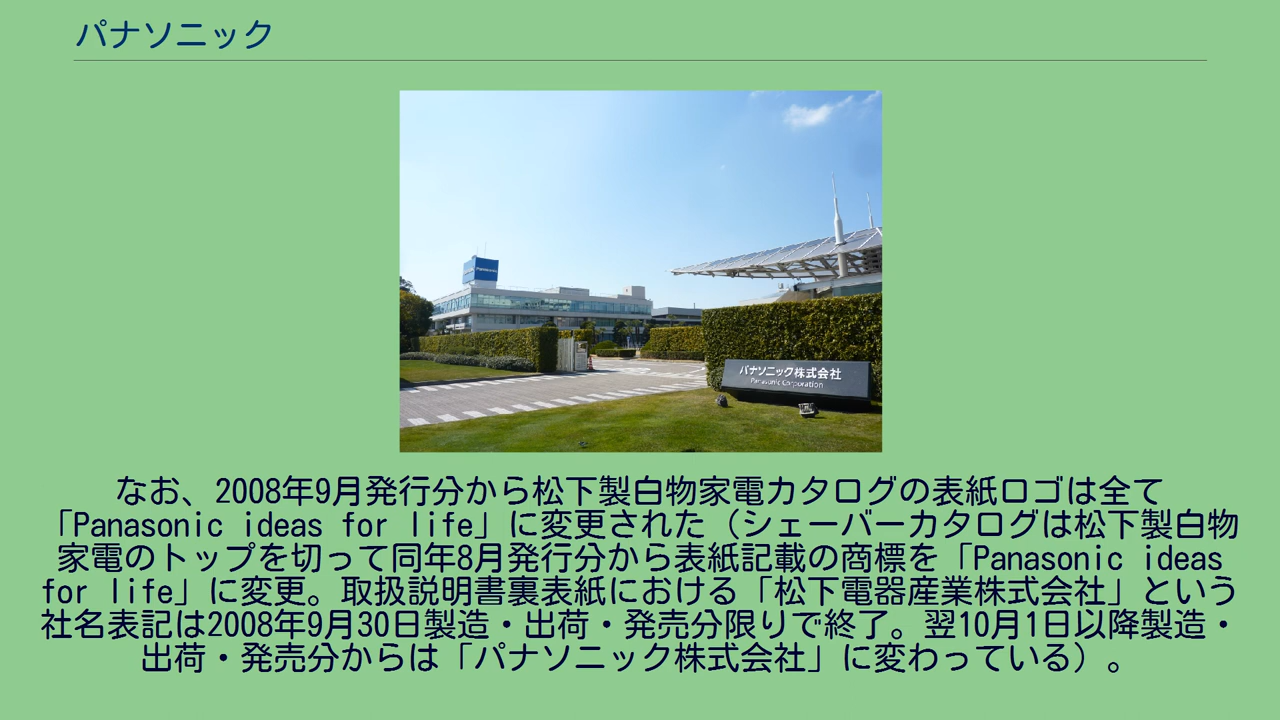 パナソニック
Panasonic
パナソニック株式会社
Panasonic Corporation
なお、2008年9月発行分から松下製白物家電カタログの表紙ロゴは全て
「Panasonic ideas for life」に変更された（シェーバーカタログは松下製白物
家電のトップを切って同年8月発行分から表紙記載の商標を「Panasonic ideas
for life」に変更。取扱説明書裏表紙における「松下電器産業株式会社」という
社名表記は2008年9月30日製造・出荷・発売分限りで終了。翌10月1日以降製造・
出荷・発売分からは「パナソニック株式会社」に変わっている）。